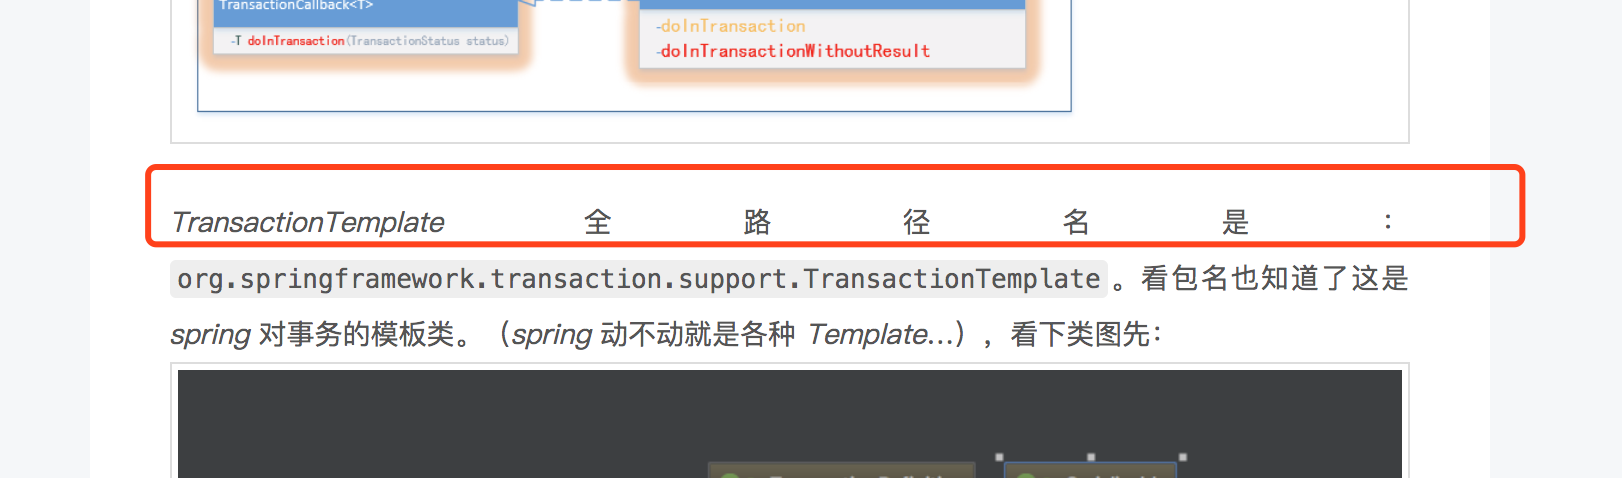 TransactionCallback<T>
-T doInTransaction(TransactionStatus status)
-doInTransaction
-doInTransactionWithoutResult
TransactionTemplate 全路径名是：
org.springframework.transaction.support.TransactionTemplate。看包名也知道了这是
spring 对事务的模板类。（spring 动不动就是各种 Template...），看下类图先：